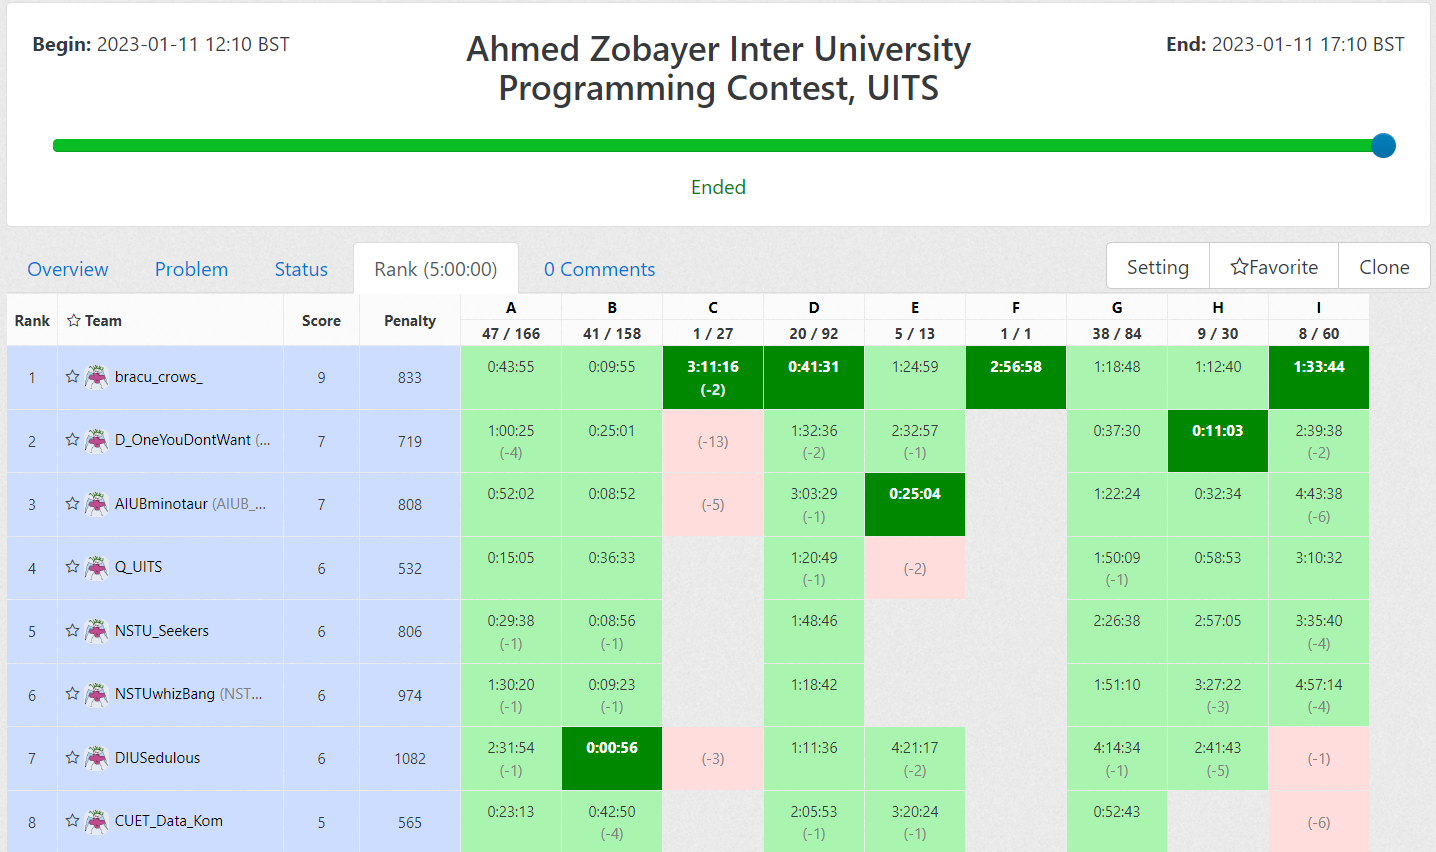 Begin: 2023-01-11 12:10 BST
Ahmed Zobayer Inter University
Programming Contest, UITS
End: 2023-01-11 17:10 BST
Ended
Overview Problem Status Rank (5:00:00) 0 Comments Setting ☆Favorite Clone
Rank ☆ Team Score Penalty A B C D E F G H I
47 / 166 41 / 158 1 / 27 20 / 92 5 / 13 1 / 1 38 / 84 9 / 30 8 / 60
1 ☆ bracu_crows_ 9 833 0:43:55 0:09:55 3:11:16 0:41:31 1:24:59 2:56:58 1:18:48 1:12:40 1:33:44
(-2)
2 ☆ D_OneYouDontWant (... 7 719 1:00:25 0:25:01 (-13) 1:32:36 2:32:57 0:37:30 0:11:03 2:39:38
(-4) (-2) (-1) (-2)
3 ☆ AIUBminotaur (AIUB_... 7 808 0:52:02 0:08:52 (-5) 3:03:29 0:25:04 1:22:24 0:32:34 4:43:38
(-1) (-6)
4 ☆ Q_UITS 6 532 0:15:05 0:36:33 1:20:49 (-2) 1:50:09 0:58:53 3:10:32
(-1) (-1)
5 ☆ NSTU_Seekers 6 806 0:29:38 0:08:56 1:48:46 2:26:38 2:57:05 3:35:40
(-1) (-1) (-4)
6 ☆ NSTUwhizBang (NST... 6 974 1:30:20 0:09:23 1:18:42 1:51:10 3:27:22 4:57:14
(-1) (-1) (-3) (-4)
7 ☆ DIUSedulous 6 1082 2:31:54 0:00:56 (-3) 1:11:36 4:21:17 4:14:34 2:41:43 (-1)
(-1) (-2) (-1) (-5)
8 ☆ CUET_Data_Kom 5 565 0:23:13 0:42:50 2:05:53 3:20:24 0:52:43 (-6)
(-4) (-1) (-1)